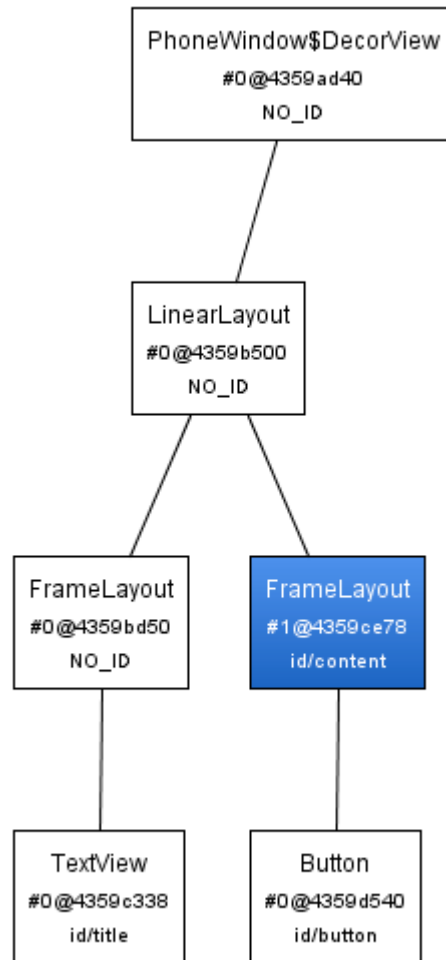 PhoneWindow$DecorView
#0@4359ad40
NO_ID
LinearLayout
#0@4359b500
NO_ID
FrameLayout
#0@4359bd50
NO_ID
FrameLayout
#1@4359ce78
id/content
TextView
#0@4359c338
id/title
Button
#0@4359d540
id/button